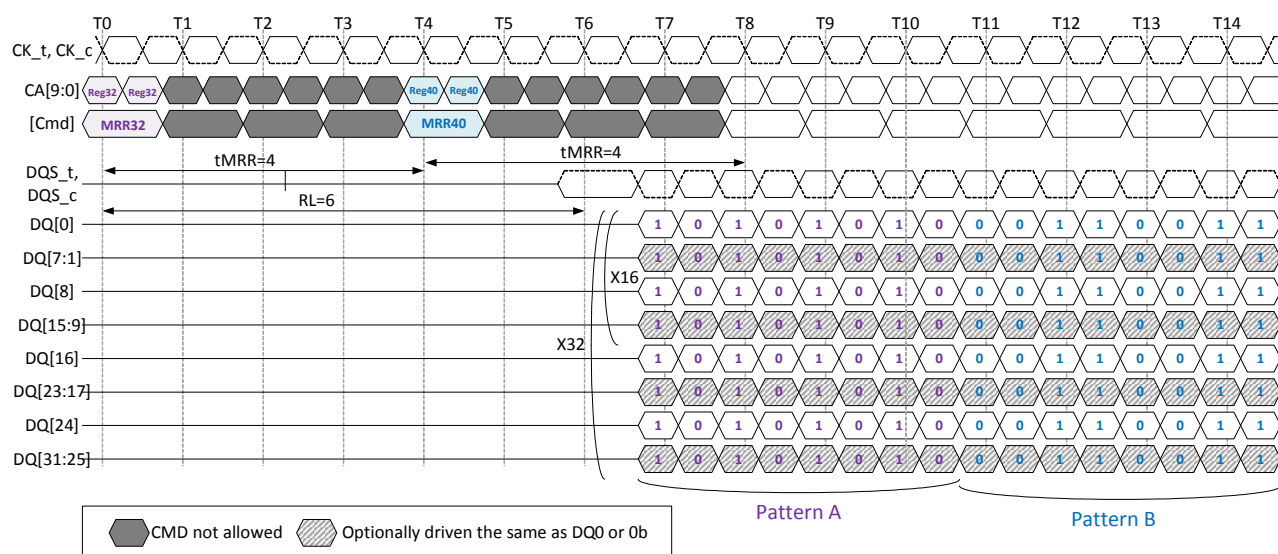 T0 T1 T2 T3 T4 T5 T6 T7 T8 T9 T10 T11 T12 T13 T14
CK_t, CK_c
CA[9:0] Reg32 Reg32 Reg40 Reg40
[Cmd] MRR32 MRR40
tMRR=4 tMRR=4
DQS_t,
DQS_c
RL=6
DQ[0] 1 0 1 0 1 0 1 0 0 0 1 1 0 0 1 1
DQ[7:1] 1 0 1 0 1 0 1 0 0 0 1 1 0 0 1 1
X16
DQ[8] 1 0 1 0 1 0 1 0 0 0 1 1 0 0 1 1
DQ[15:9] 1 0 1 0 1 0 1 0 0 0 1 1 0 0 1 1
X32
DQ[16] 1 0 1 0 1 0 1 0 0 0 1 1 0 0 1 1
DQ[23:17] 1 0 1 0 1 0 1 0 0 0 1 1 0 0 1 1
DQ[24] 1 0 1 0 1 0 1 0 0 0 1 1 0 0 1 1
DQ[31:25] 1 0 1 0 1 0 1 0 0 0 1 1 0 0 1 1
Pattern A Pattern B
CMD not allowed Optionally driven the same as DQ0 or 0b